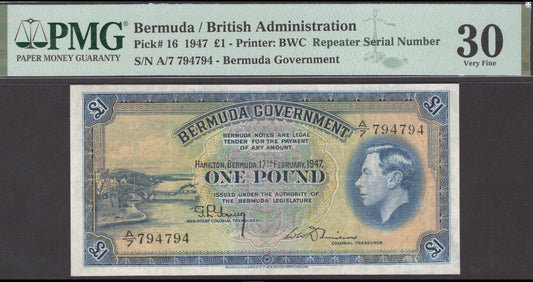 PMG
PAPER MONEY GUARANTY
Bermuda / British Administration
Pick# 16 1947 £1 - Printer: BWC Repeater Serial Number
S/N A/7 794794 - Bermuda Government
30
Very Fine
£1
£1
BERMUDA GOVERNMENT
BERMUDA NOTES ARE LEGAL
TENDER FOR THE PAYMENT
OF ANY AMOUNT.
A/7 794794
HAMILTON, BERMUDA, 17TH FEBRUARY, 1947.
ONE POUND
ISSUED UNDER THE AUTHORITY OF
THE BERMUDA LEGISLATURE
ASSISTANT COLONIAL TREASURER.
A/7 794794
COLONIAL TREASURER.
£1
£1